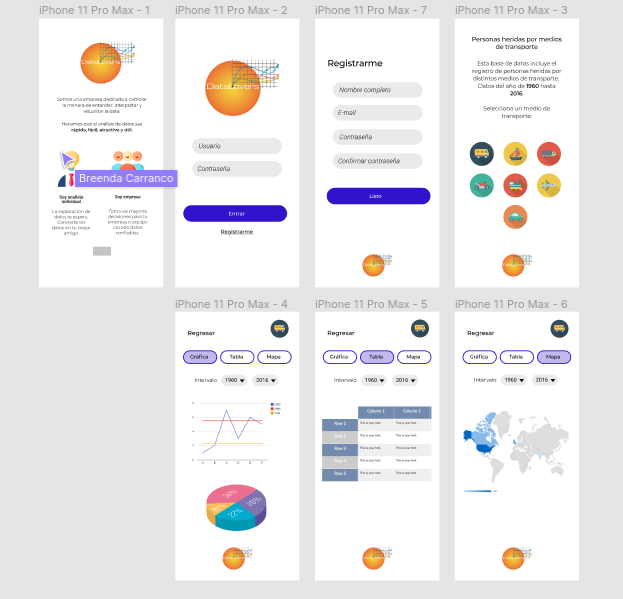 iPhone 11 Pro Max - 1
DataLovers
Somos una empresa dedicada a cambiar
la manera de entender, interpretar y
visualizar la data.
Hacemos que el análisis de datos sea
rápido, fácil, atractivo y útil.
Breenda Carranco
Soy analista
individual
La exploración de
datos te espera.
Convierte los
datos en tu mejor
amigo.
Soy empresa
Toma las mejores
decisiones para tu
empresa o equipo
usando datos
confiables.
iPhone 11 Pro Max - 2
DataLovers
Usuario
Contraseña
Entrar
Registrarme
iPhone 11 Pro Max - 7
Registrarme
Nombre completo
E-mail
Contraseña
Confirmar contraseña
Listo
iPhone 11 Pro Max - 3
Personas heridas por medios
de transporte
Esta base de datos incluye el
registro de personas heridas por
distintos medios de transporte.
Datos del año de 1960 hasta
2016.
Selecciona un medio de
transporte:
iPhone 11 Pro Max - 4
Regresar
Gráfica Tabla Mapa
Intervalo 1960 2016
34%
22%
iPhone 11 Pro Max - 5
Regresar
Gráfica Tabla Mapa
Intervalo 1960 2016
Column 1 Column 2
Row 1 This is your text. This is your text.
Row 2 This is your text. This is your text.
Row 3 This is your text. This is your text.
Row 4 This is your text. This is your text.
Row 5 This is your text. This is your text.
iPhone 11 Pro Max - 6
Regresar
Gráfica Tabla Mapa
Intervalo 1960 2016